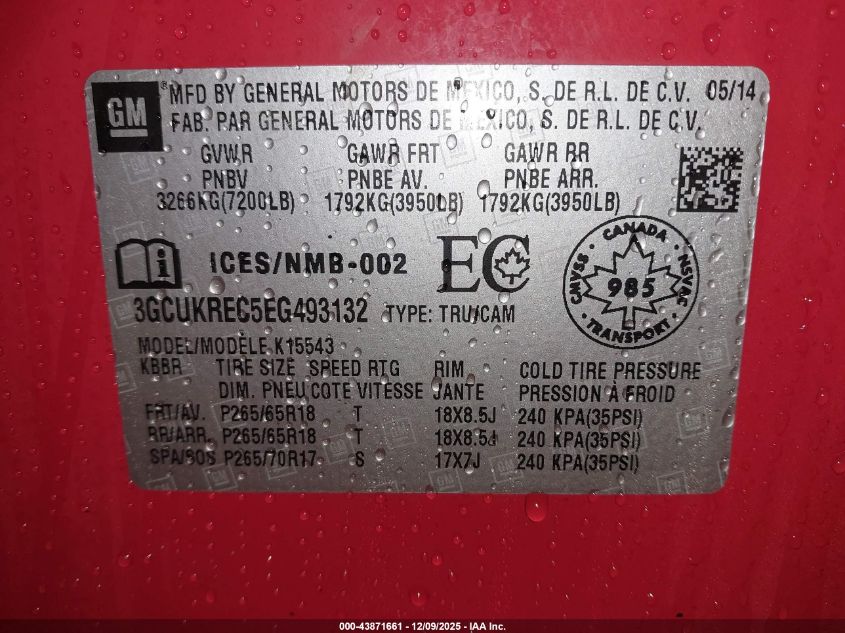 GM
MFD BY GENERAL MOTORS DE MEXICO, S. DE R.L. DE C.V. 05/14
FAB. PAR GENERAL MOTORS DE MEXICO, S. DE R.L. DE C.V.
GVWR GAWR FRT GAWR RR
PNBV PNBE AV. PNBE ARR.
3266KG(7200LB) 1792KG(3950LB) 1792KG(3950LB)
i ICES/NMB-002 EC
CANADA
CMVSS NSVAC
985
TRANSPORT
3GCUKREC5EG493132 TYPE: TRU/CAM
MODEL/MODÈLE K15543
KBBR TIRE SIZE SPEED RTG RIM COLD TIRE PRESSURE
DIM. PNEU COTE VITESSE JANTE PRESSION À FROID
FRT/AV. P265/65R18 T 18X8.5J 240 KPA(35PSI)
RR/ARR. P265/65R18 T 18X8.5J 240 KPA(35PSI)
SPA/SOS P265/70R17 S 17X7J 240 KPA(35PSI)
000-43871661 | 12/09/2025 - IAA Inc.